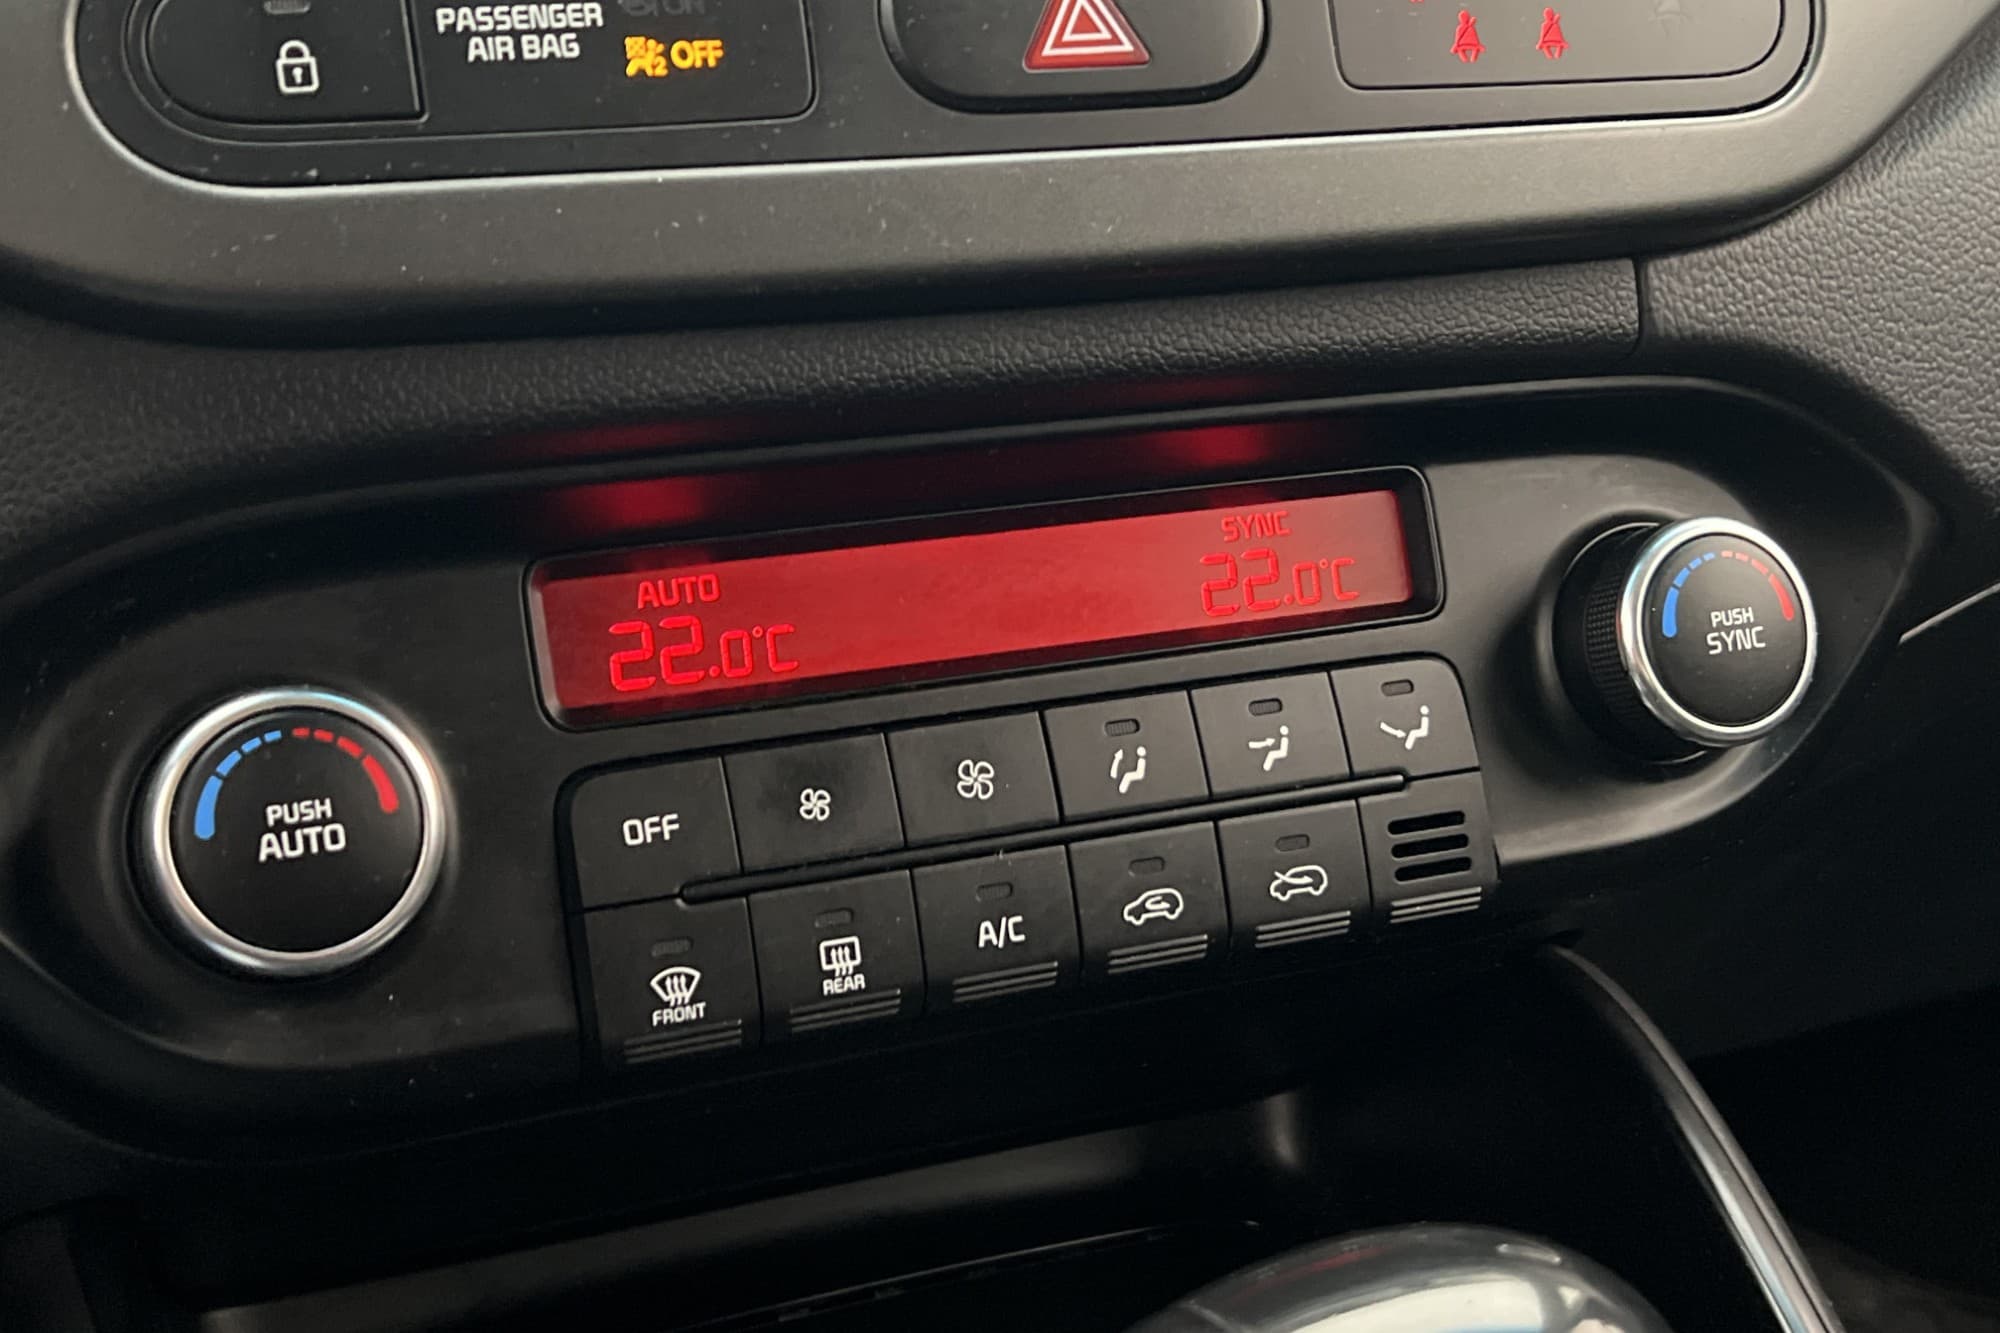 PASSENGER
AIR BAG
OFF
AUTO
22.0°C
SYNC
22.0°C
PUSH
AUTO
PUSH
SYNC
OFF
FRONT
REAR
A/C